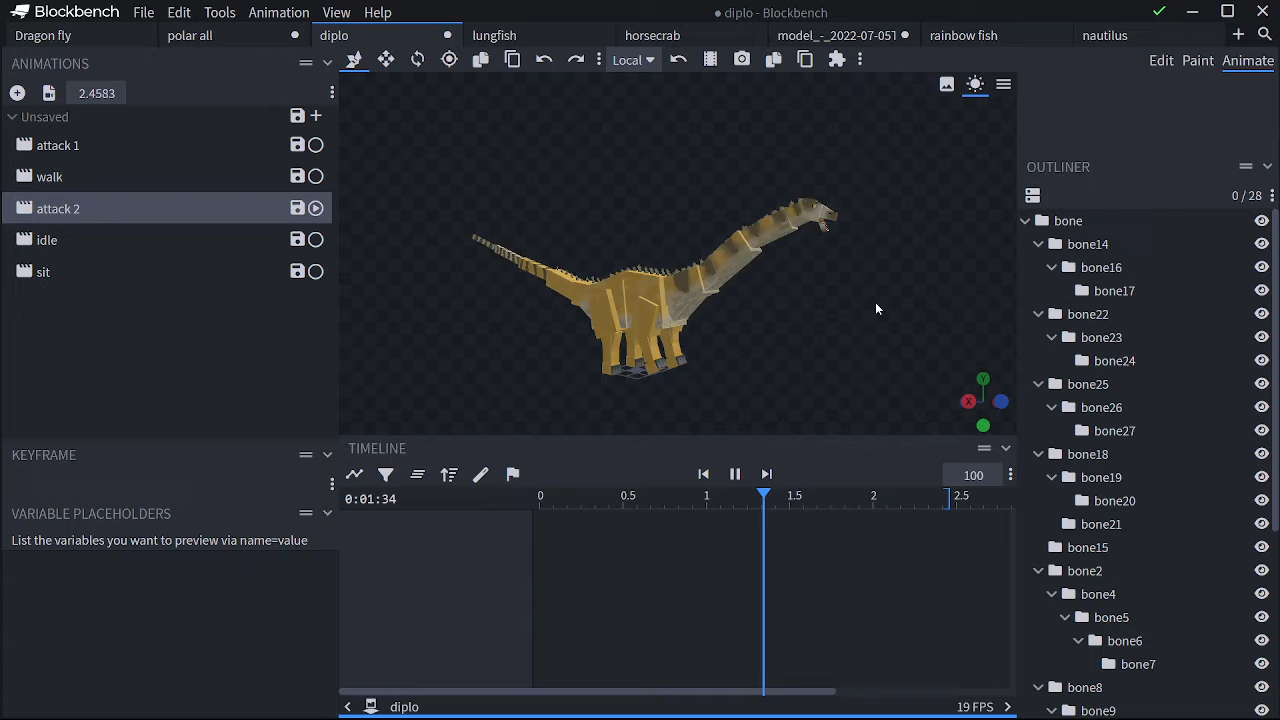 Blockbench File Edit Tools Animation View Help diplo - Blockbench
Dragon fly polar all diplo lungfish horsecrab model_-_2022-07-05T rainbow fish nautilus
ANIMATIONS
Local
Edit Paint Animate
2.4583
Unsaved
attack 1
walk
attack 2
idle
sit
OUTLINER
0 / 28
bone
bone14
bone16
bone17
bone22
bone23
bone24
bone25
bone26
bone27
bone18
bone19
bone20
bone21
bone15
bone2
bone4
bone5
bone6
bone7
bone8
bone9
Y
X
KEYFRAME
VARIABLE PLACEHOLDERS
List the variables you want to preview via name=value
TIMELINE
100
0:01:34
0 0.5 1 1.5 2 2.5
diplo
19 FPS